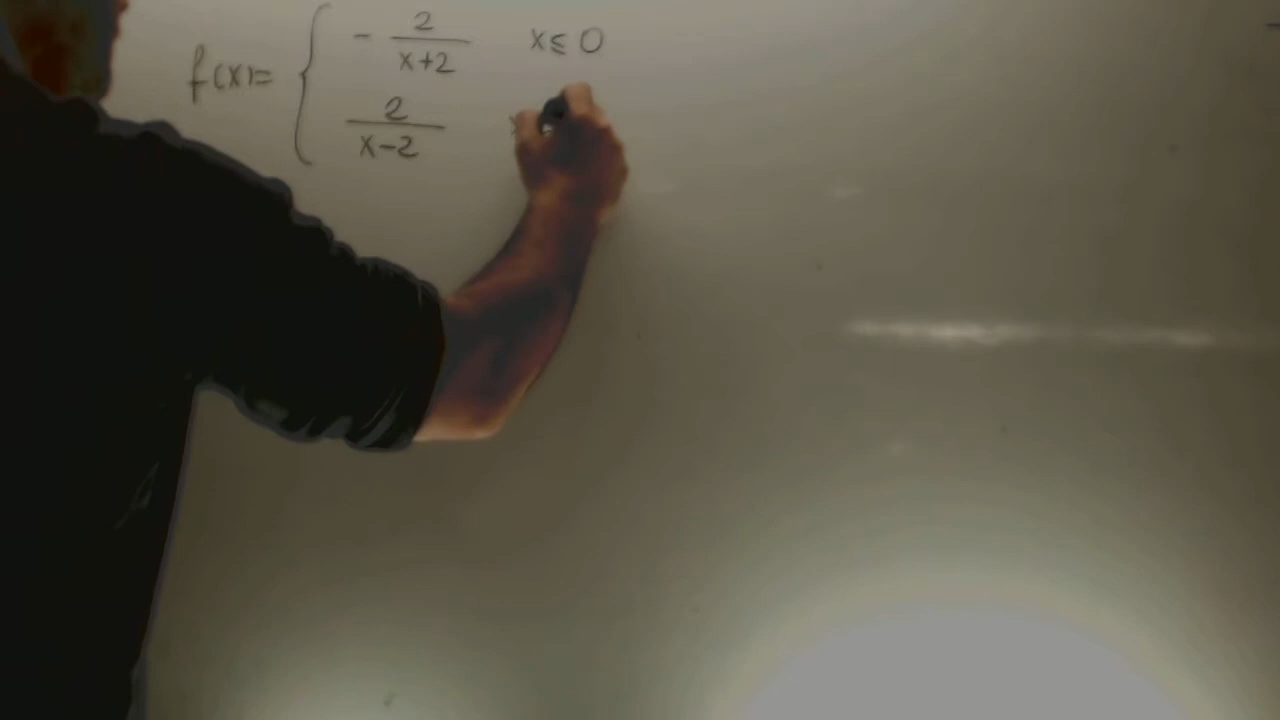 f(x)= { - 2/(x+2) x≤0
2/(x-2) x